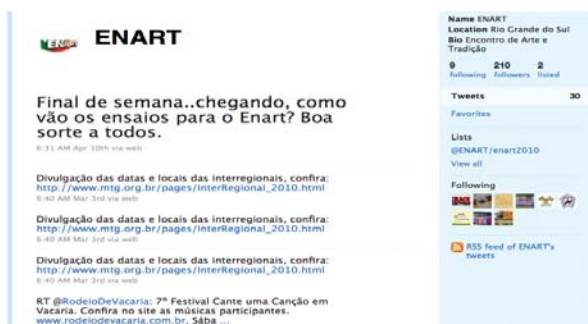 ENART
ENART
Final de semana..chegando, como
vão os ensaios para o Enart? Boa
sorte a todos.
6:31 AM Apr 10th via web
Divulgação das datas e locais das interregionais, confira:
http://www.mtg.org.br/pages/InterRegional_2010.html
6:40 AM Mar 3rd via web
Divulgação das datas e locais das interregionais, confira:
http://www.mtg.org.br/pages/InterRegional_2010.html
6:40 AM Mar 3rd via web
Divulgação das datas e locais das interregionais, confira:
http://www.mtg.org.br/pages/InterRegional_2010.html
6:40 AM Mar 3rd via web
RT @RodeioDeVacaria: 7º Festival Cante uma Canção em
Vacaria. Confira no site as músicas participantes.
www.rodeiodevacaria.com.br. Sába ...
Name ENART
Location Rio Grande do Sul
Bio Encontro de Arte e
Tradição
9 210 2
following followers listed
Tweets 30
Favorites
Lists
@ENART/enart2010
View all
Following
RSS feed of ENART's
tweets